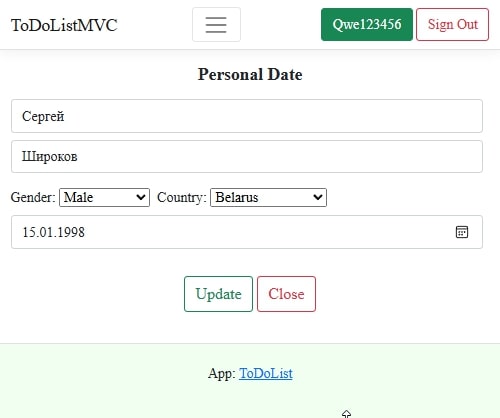 ToDoListMVC Qwe123456 Sign Out
Personal Date
Сергей
Широков
Gender: Male Country: Belarus
15.01.1998
Update Close
App: ToDoList